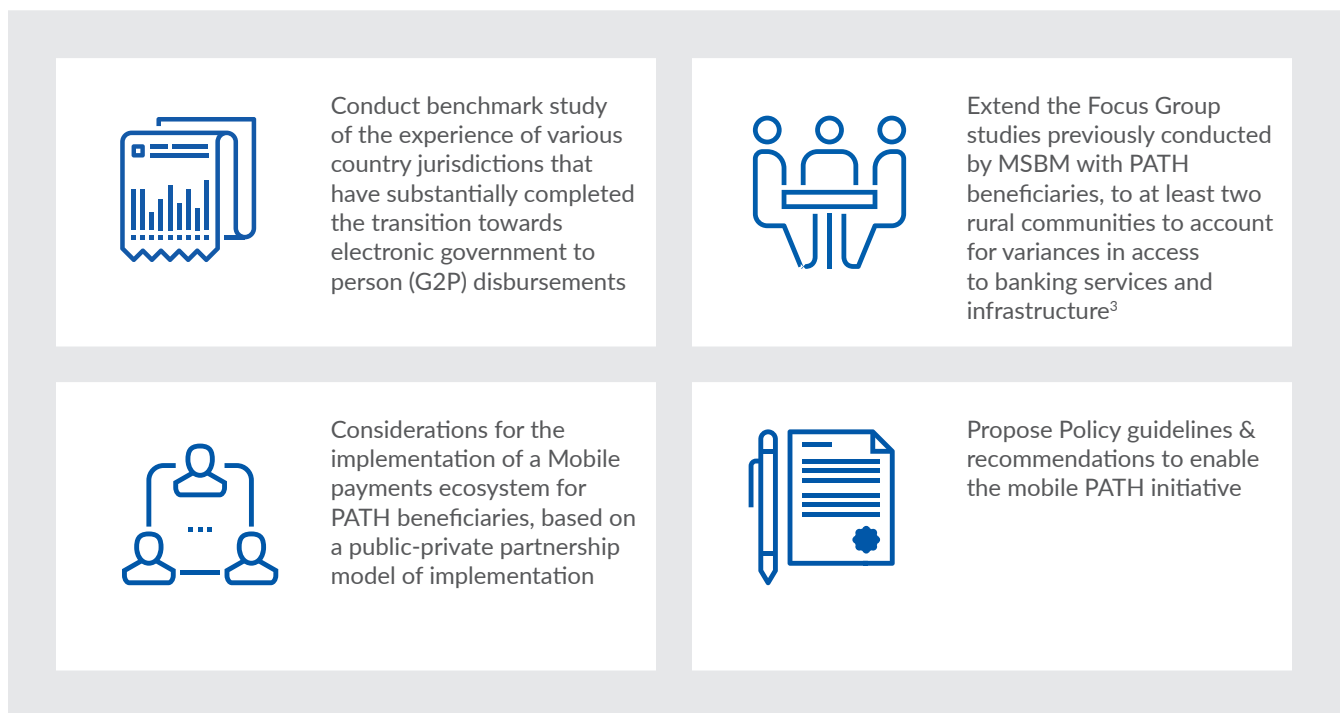 Conduct benchmark study
of the experience of various
country jurisdictions that
have substantially completed
the transition towards
electronic government to
person (G2P) disbursements
Extend the Focus Group
studies previously conducted
by MSBM with PATH
beneficiaries, to at least two
rural communities to account
for variances in access
to banking services and
infrastructure³
Considerations for the
implementation of a Mobile
payments ecosystem for
PATH beneficiaries, based on
a public-private partnership
model of implementation
Propose Policy guidelines &
recommendations to enable
the mobile PATH initiative